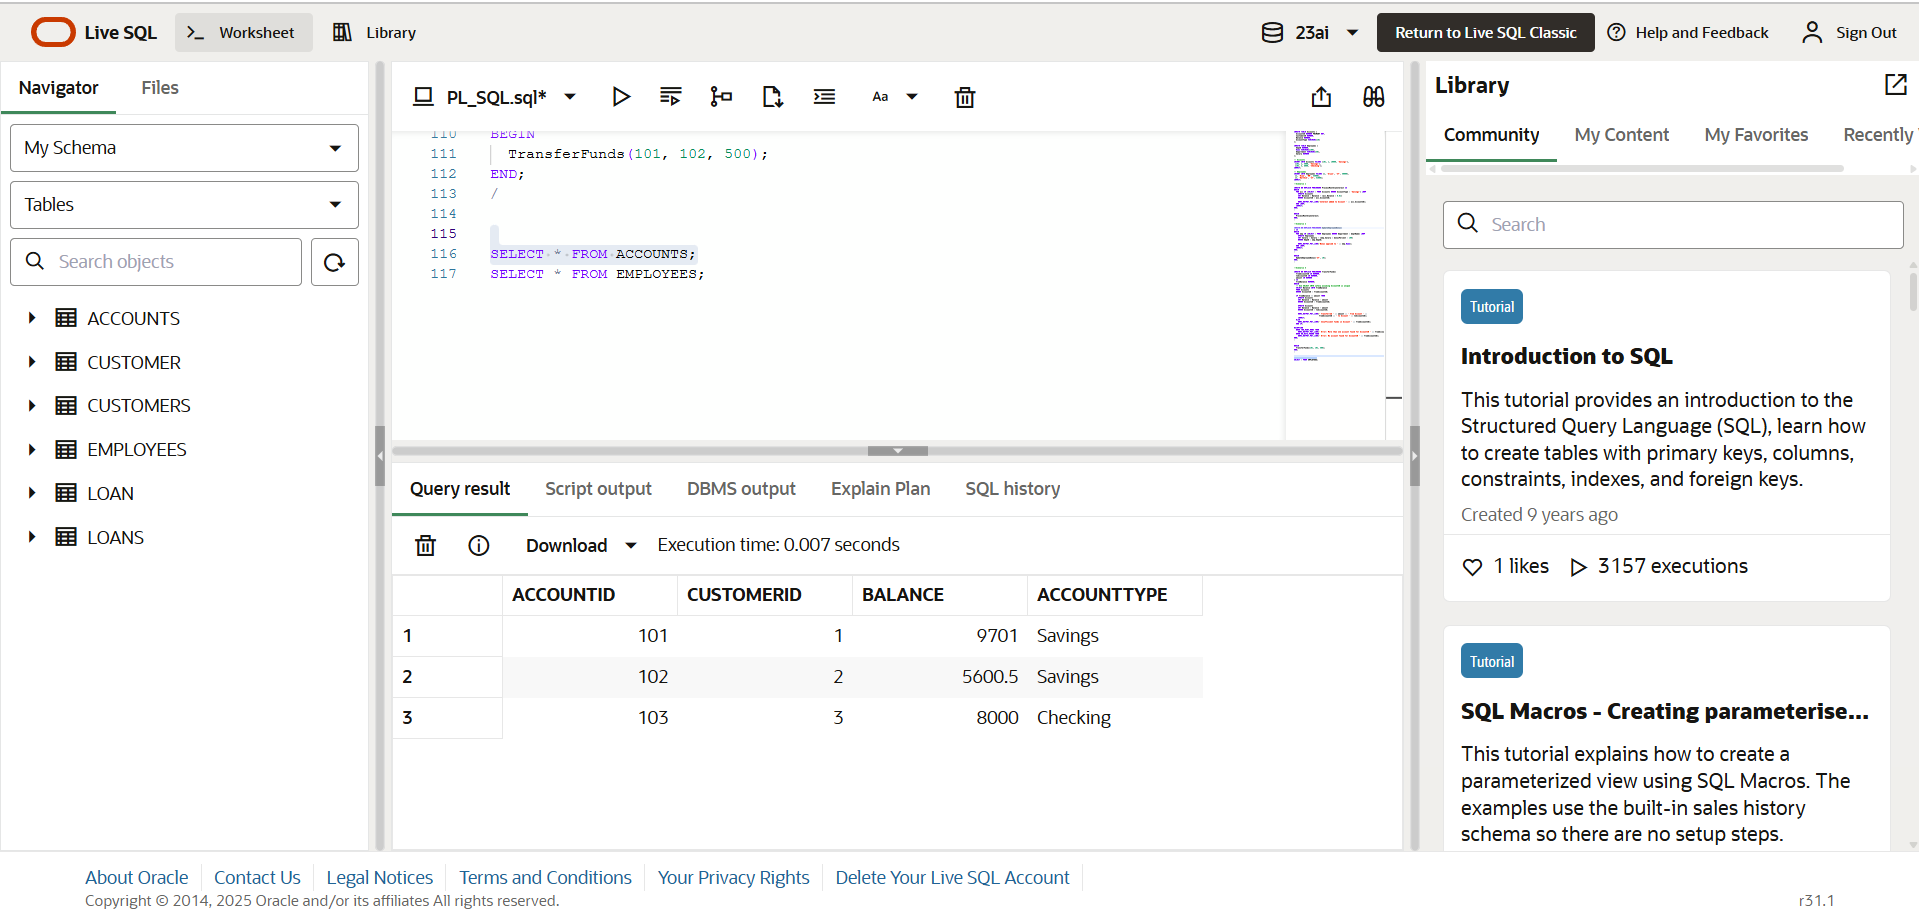 Live SQL
Worksheet
Library
23ai
Return to Live SQL Classic
Help and Feedback
Sign Out
Navigator
Files
My Schema
Tables
Search objects
ACCOUNTS
CUSTOMER
CUSTOMERS
EMPLOYEES
LOAN
LOANS
PL_SQL.sql*
Aa
110 BEGIN
111 TransferFunds(101, 102, 500);
112 END;
113 /
114
115
116 SELECT * FROM ACCOUNTS;
117 SELECT * FROM EMPLOYEES;
Query result
Script output
DBMS output
Explain Plan
SQL history
Download
Execution time: 0.007 seconds
ACCOUNTID CUSTOMERID BALANCE ACCOUNTTYPE
1 101 1 9701 Savings
2 102 2 5600.5 Savings
3 103 3 8000 Checking
Library
Community
My Content
My Favorites
Recently
Search
Tutorial
Introduction to SQL
This tutorial provides an introduction to the
Structured Query Language (SQL), learn how
to create tables with primary keys, columns,
constraints, indexes, and foreign keys.
Created 9 years ago
1 likes
3157 executions
Tutorial
SQL Macros - Creating parameterise...
This tutorial explains how to create a
parameterized view using SQL Macros. The
examples use the built-in sales history
schema so there are no setup steps.
About Oracle
Contact Us
Legal Notices
Terms and Conditions
Your Privacy Rights
Delete Your Live SQL Account
Copyright © 2014, 2025 Oracle and/or its affiliates All rights reserved.
r31.1